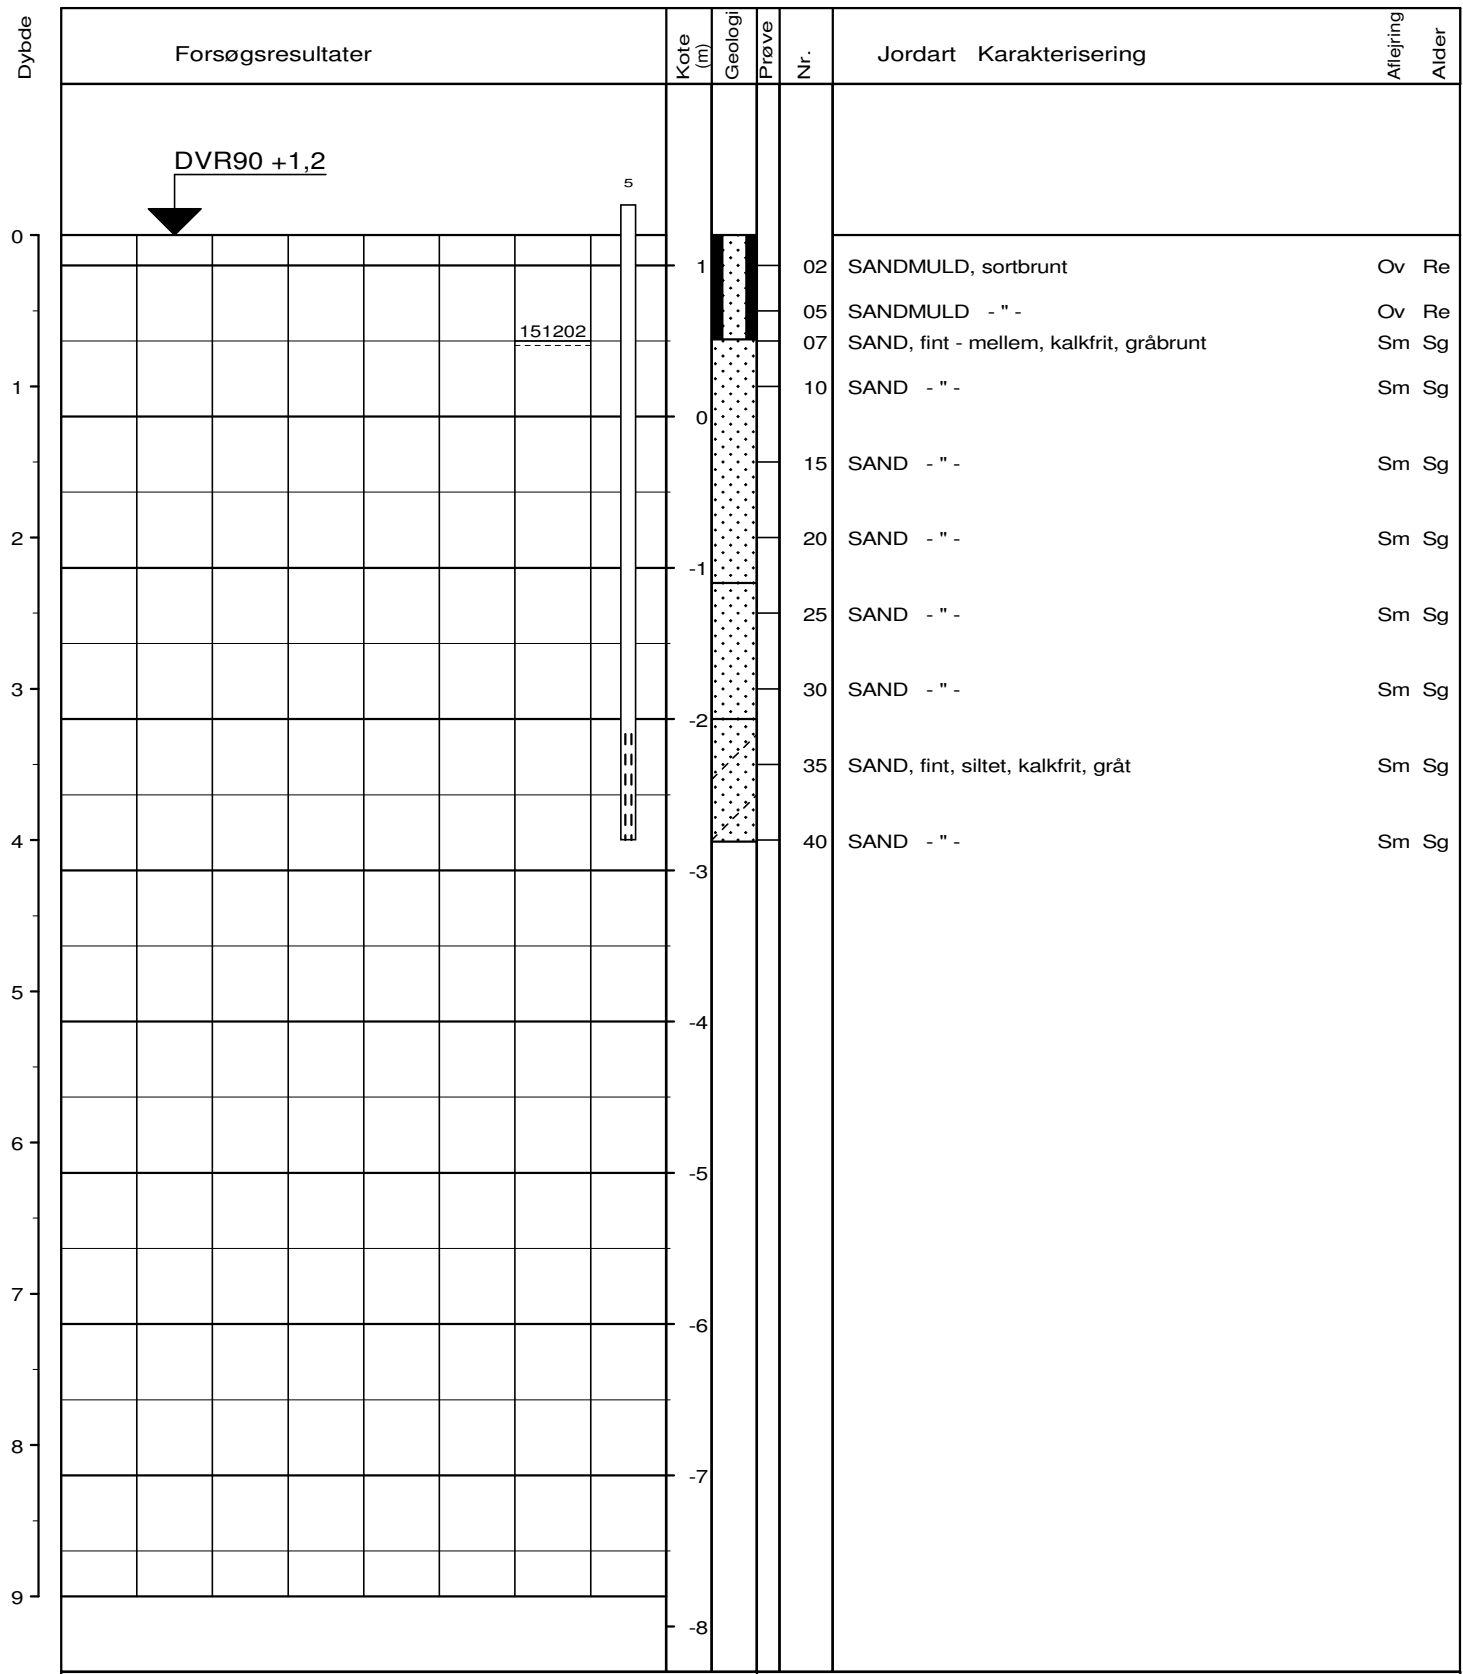 Dybde Forsøgsresultater Kote (m) Geologi Prøve Nr. Jordart Karakterisering Aflejring Alder
DVR90 +1,2
5
0
1 02 SANDMULD, sortbrunt Ov Re
05 SANDMULD - " - Ov Re
151202
07 SAND, fint - mellem, kalkfrit, gråbrunt Sm Sg
1 10 SAND - " - Sm Sg
0
15 SAND - " - Sm Sg
2 20 SAND - " - Sm Sg
-1
25 SAND - " - Sm Sg
3 30 SAND - " - Sm Sg
-2
35 SAND, fint, siltet, kalkfrit, gråt Sm Sg
4 40 SAND - " - Sm Sg
-3
5
-4
6
-5
7
-6
8
-7
9
-8